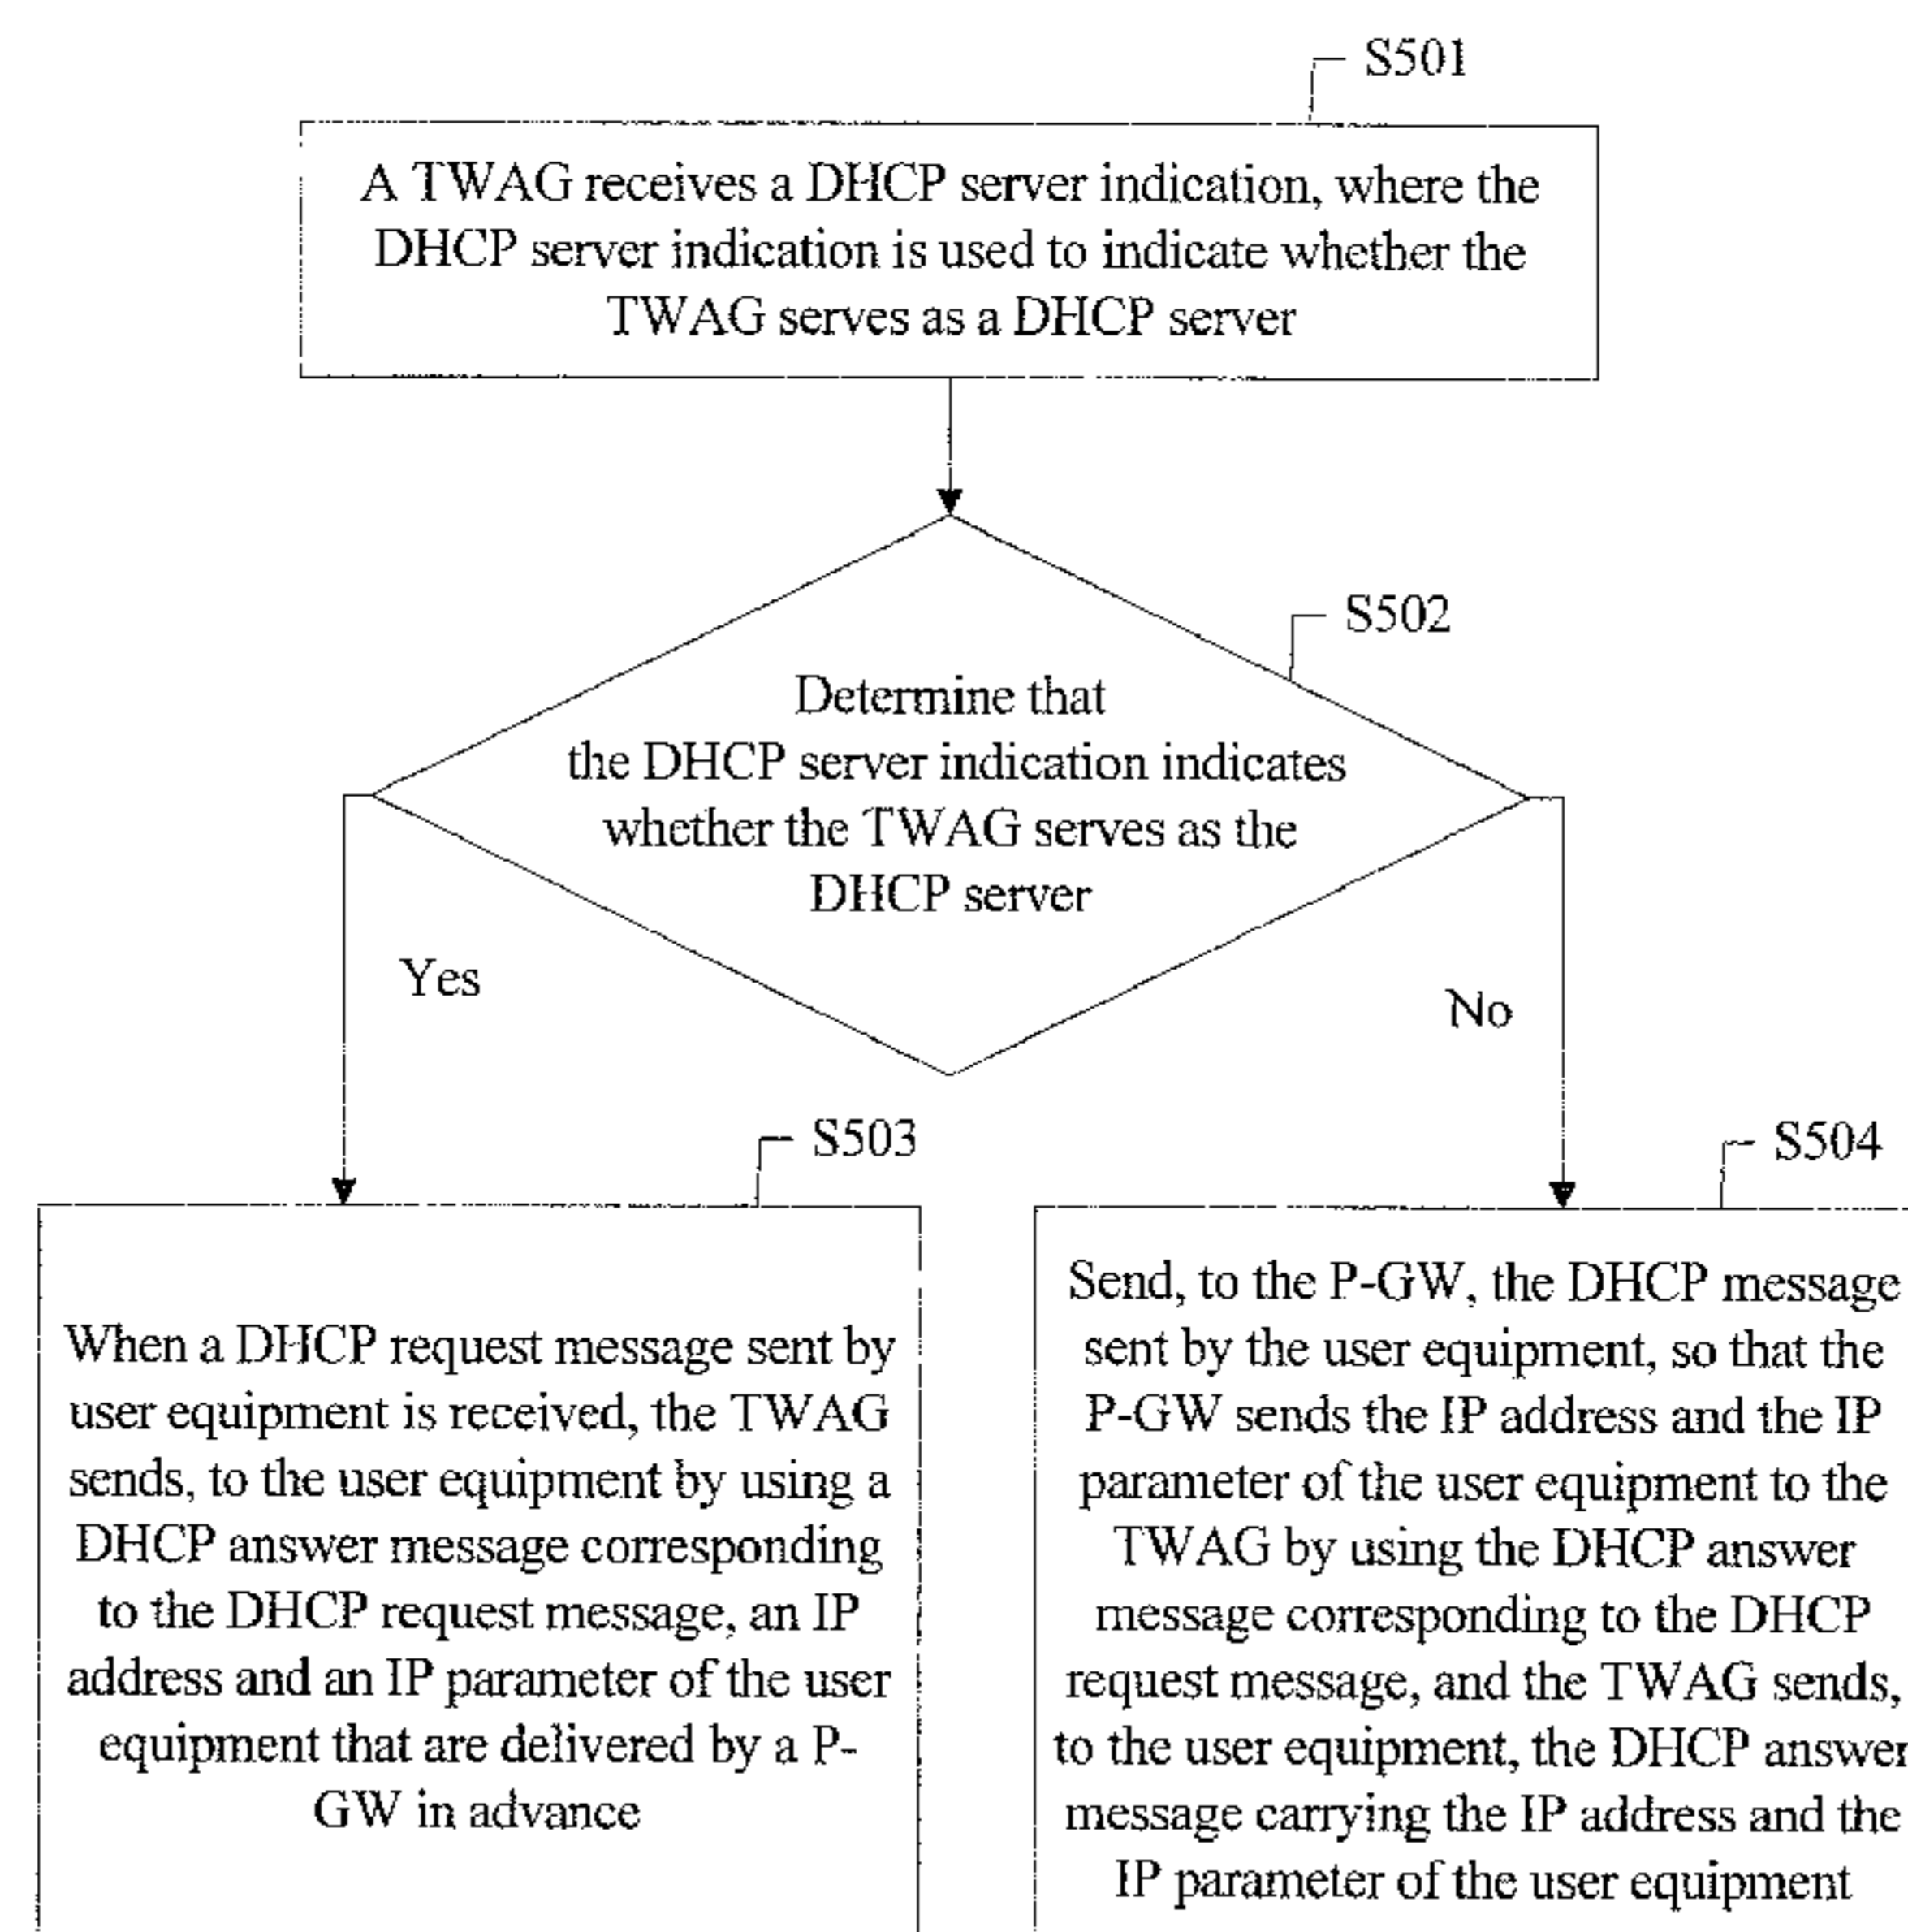 S501
A TWAG receives a DHCP server indication, where the
DHCP server indication is used to indicate whether the
TWAG serves as a DHCP server
S502
Determine that
the DHCP server indication indicates
whether the TWAG serves as the
DHCP server
Yes
No
S503
When a DHCP request message sent by
user equipment is received, the TWAG
sends, to the user equipment by using a
DHCP answer message corresponding
to the DHCP request message, an IP
address and an IP parameter of the user
equipment that are delivered by a P-
GW in advance
S504
Send, to the P-GW, the DHCP message
sent by the user equipment, so that the
P-GW sends the IP address and the IP
parameter of the user equipment to the
TWAG by using the DHCP answer
message corresponding to the DHCP
request message, and the TWAG sends,
to the user equipment, the DHCP answer
message carrying the IP address and the
IP parameter of the user equipment